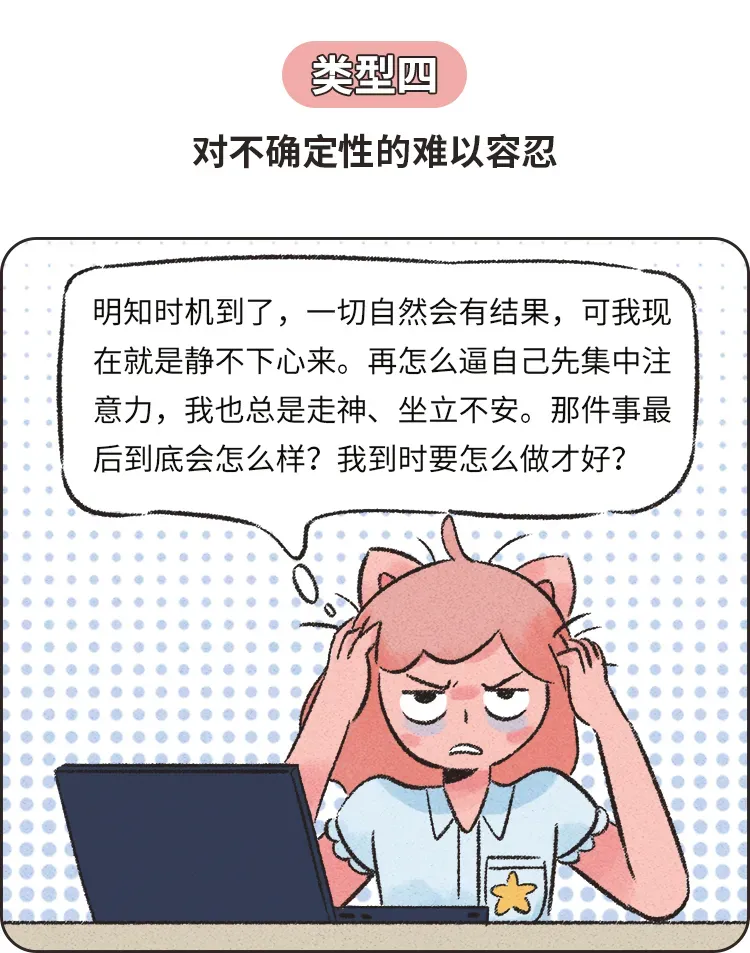 类型四
对不确定性的难以容忍
明知时机到了，一切自然会有结果，可我现
在就是静不下心来。再怎么逼自己先集中注
意力，我也总是走神、坐立不安。那件事最
后到底会怎么样？我到时要怎么做才好？